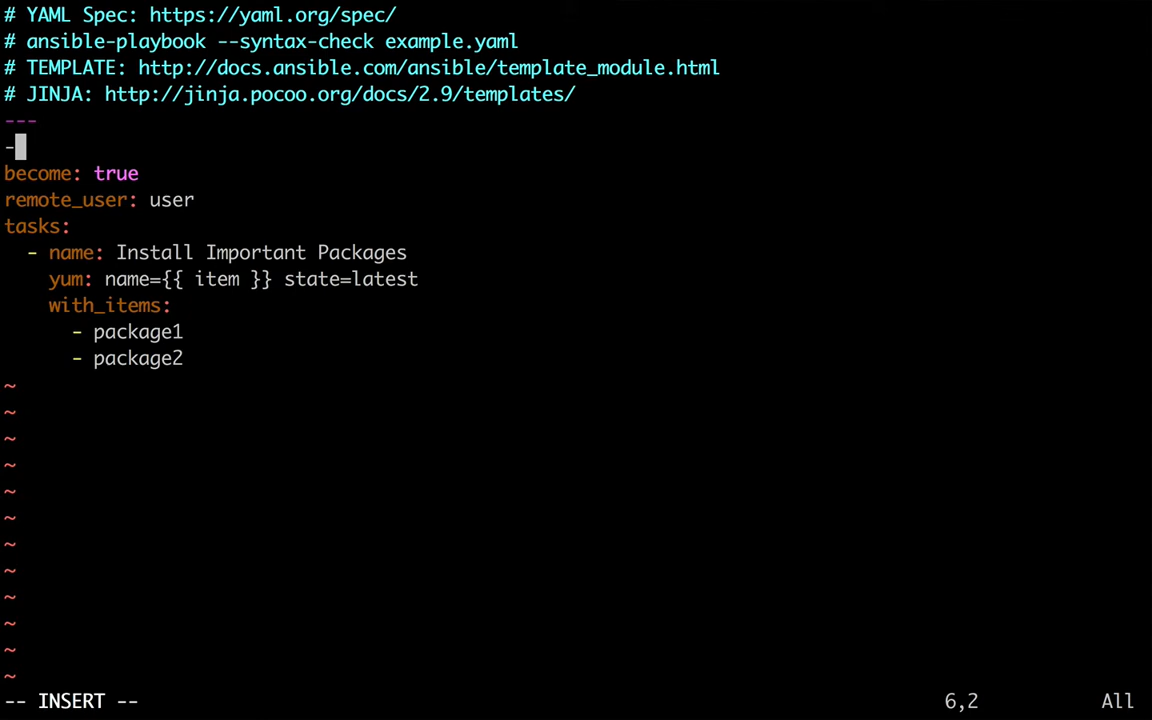 # YAML Spec: https://yaml.org/spec/
# ansible-playbook --syntax-check example.yaml
# TEMPLATE: http://docs.ansible.com/ansible/template_module.html
# JINJA: http://jinja.pocoo.org/docs/2.9/templates/
---
-
become: true
remote_user: user
tasks:
  - name: Install Important Packages
    yum: name={{ item }} state=latest
    with_items:
      - package1
      - package2
~
~
~
~
~
~
~
~
~
~
~
~
-- INSERT -- 6,2 All